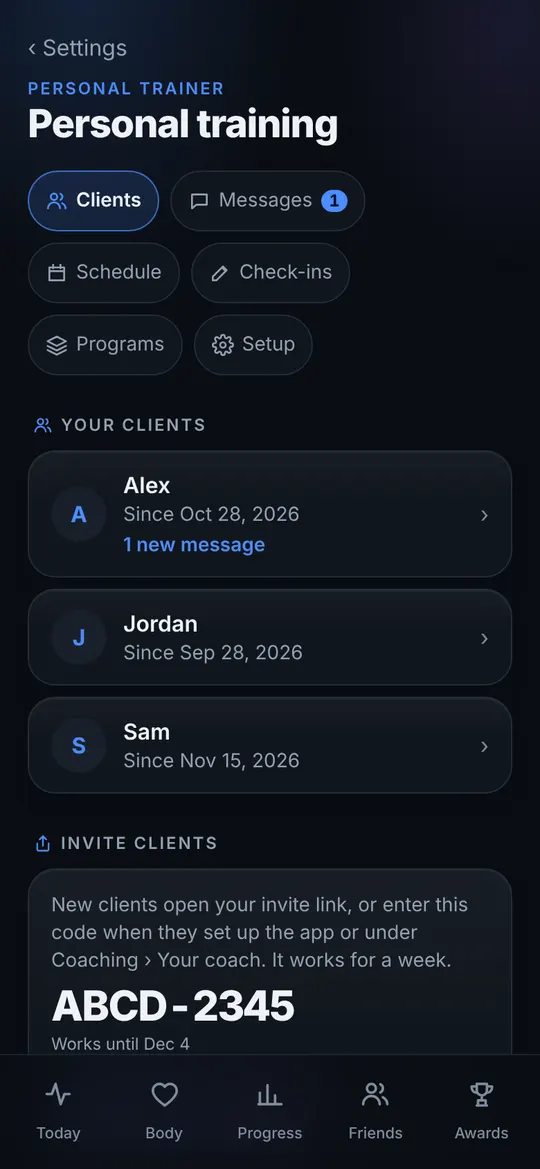 ‹ Settings
PERSONAL TRAINER
Personal training
Clients
Messages 1
Schedule
Check-ins
Programs
Setup
YOUR CLIENTS
A
Alex
Since Oct 28, 2026
1 new message
›
J
Jordan
Since Sep 28, 2026
›
S
Sam
Since Nov 15, 2026
›
INVITE CLIENTS
New clients open your invite link, or enter this
code when they set up the app or under
Coaching › Your coach. It works for a week.
ABCD-2345
Works until Dec 4
Today
Body
Progress
Friends
Awards